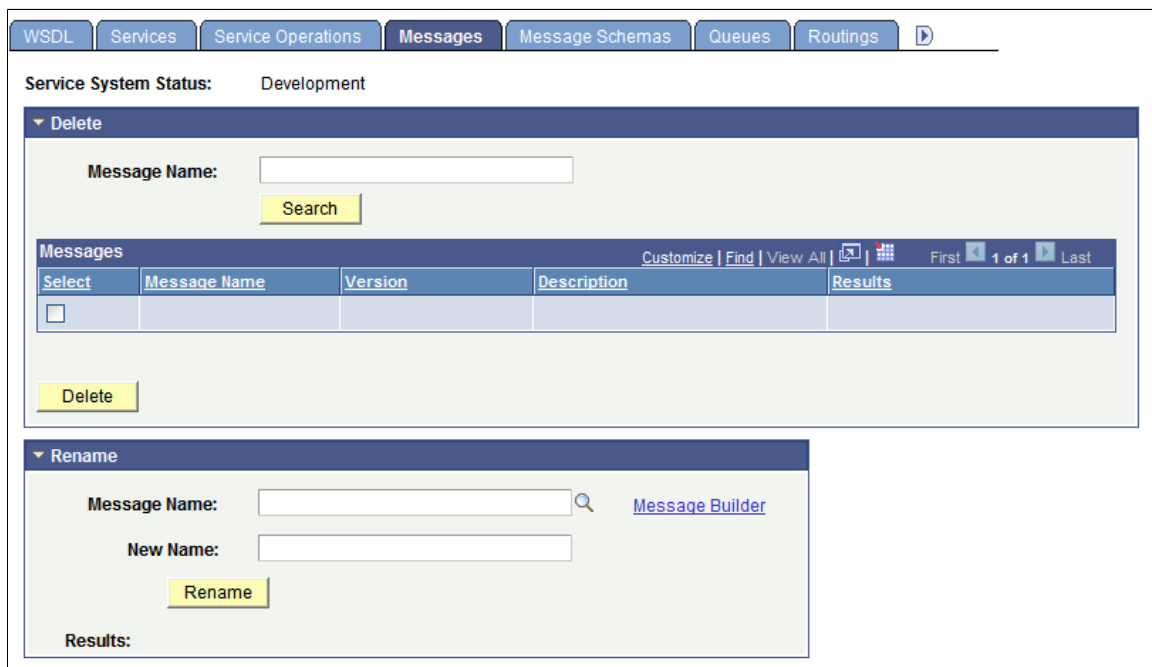 WSDL Services Service Operations Messages Message Schemas Queues Routings
Service System Status: Development
Delete
Message Name:
Search
Messages Customize | Find | View All | | First 1 of 1 Last
Select Message Name Version Description Results
Delete
Rename
Message Name: Message Builder
New Name:
Rename
Results: